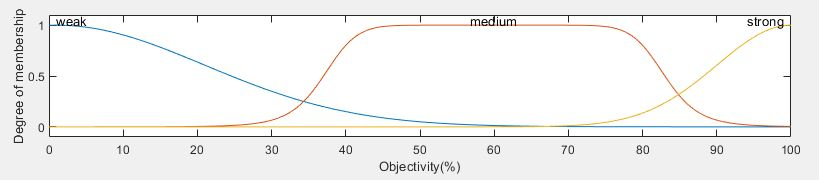 weak medium strong
1
0.5
0
Degree of membership
0 10 20 30 40 50 60 70 80 90 100
Objectivity(%)